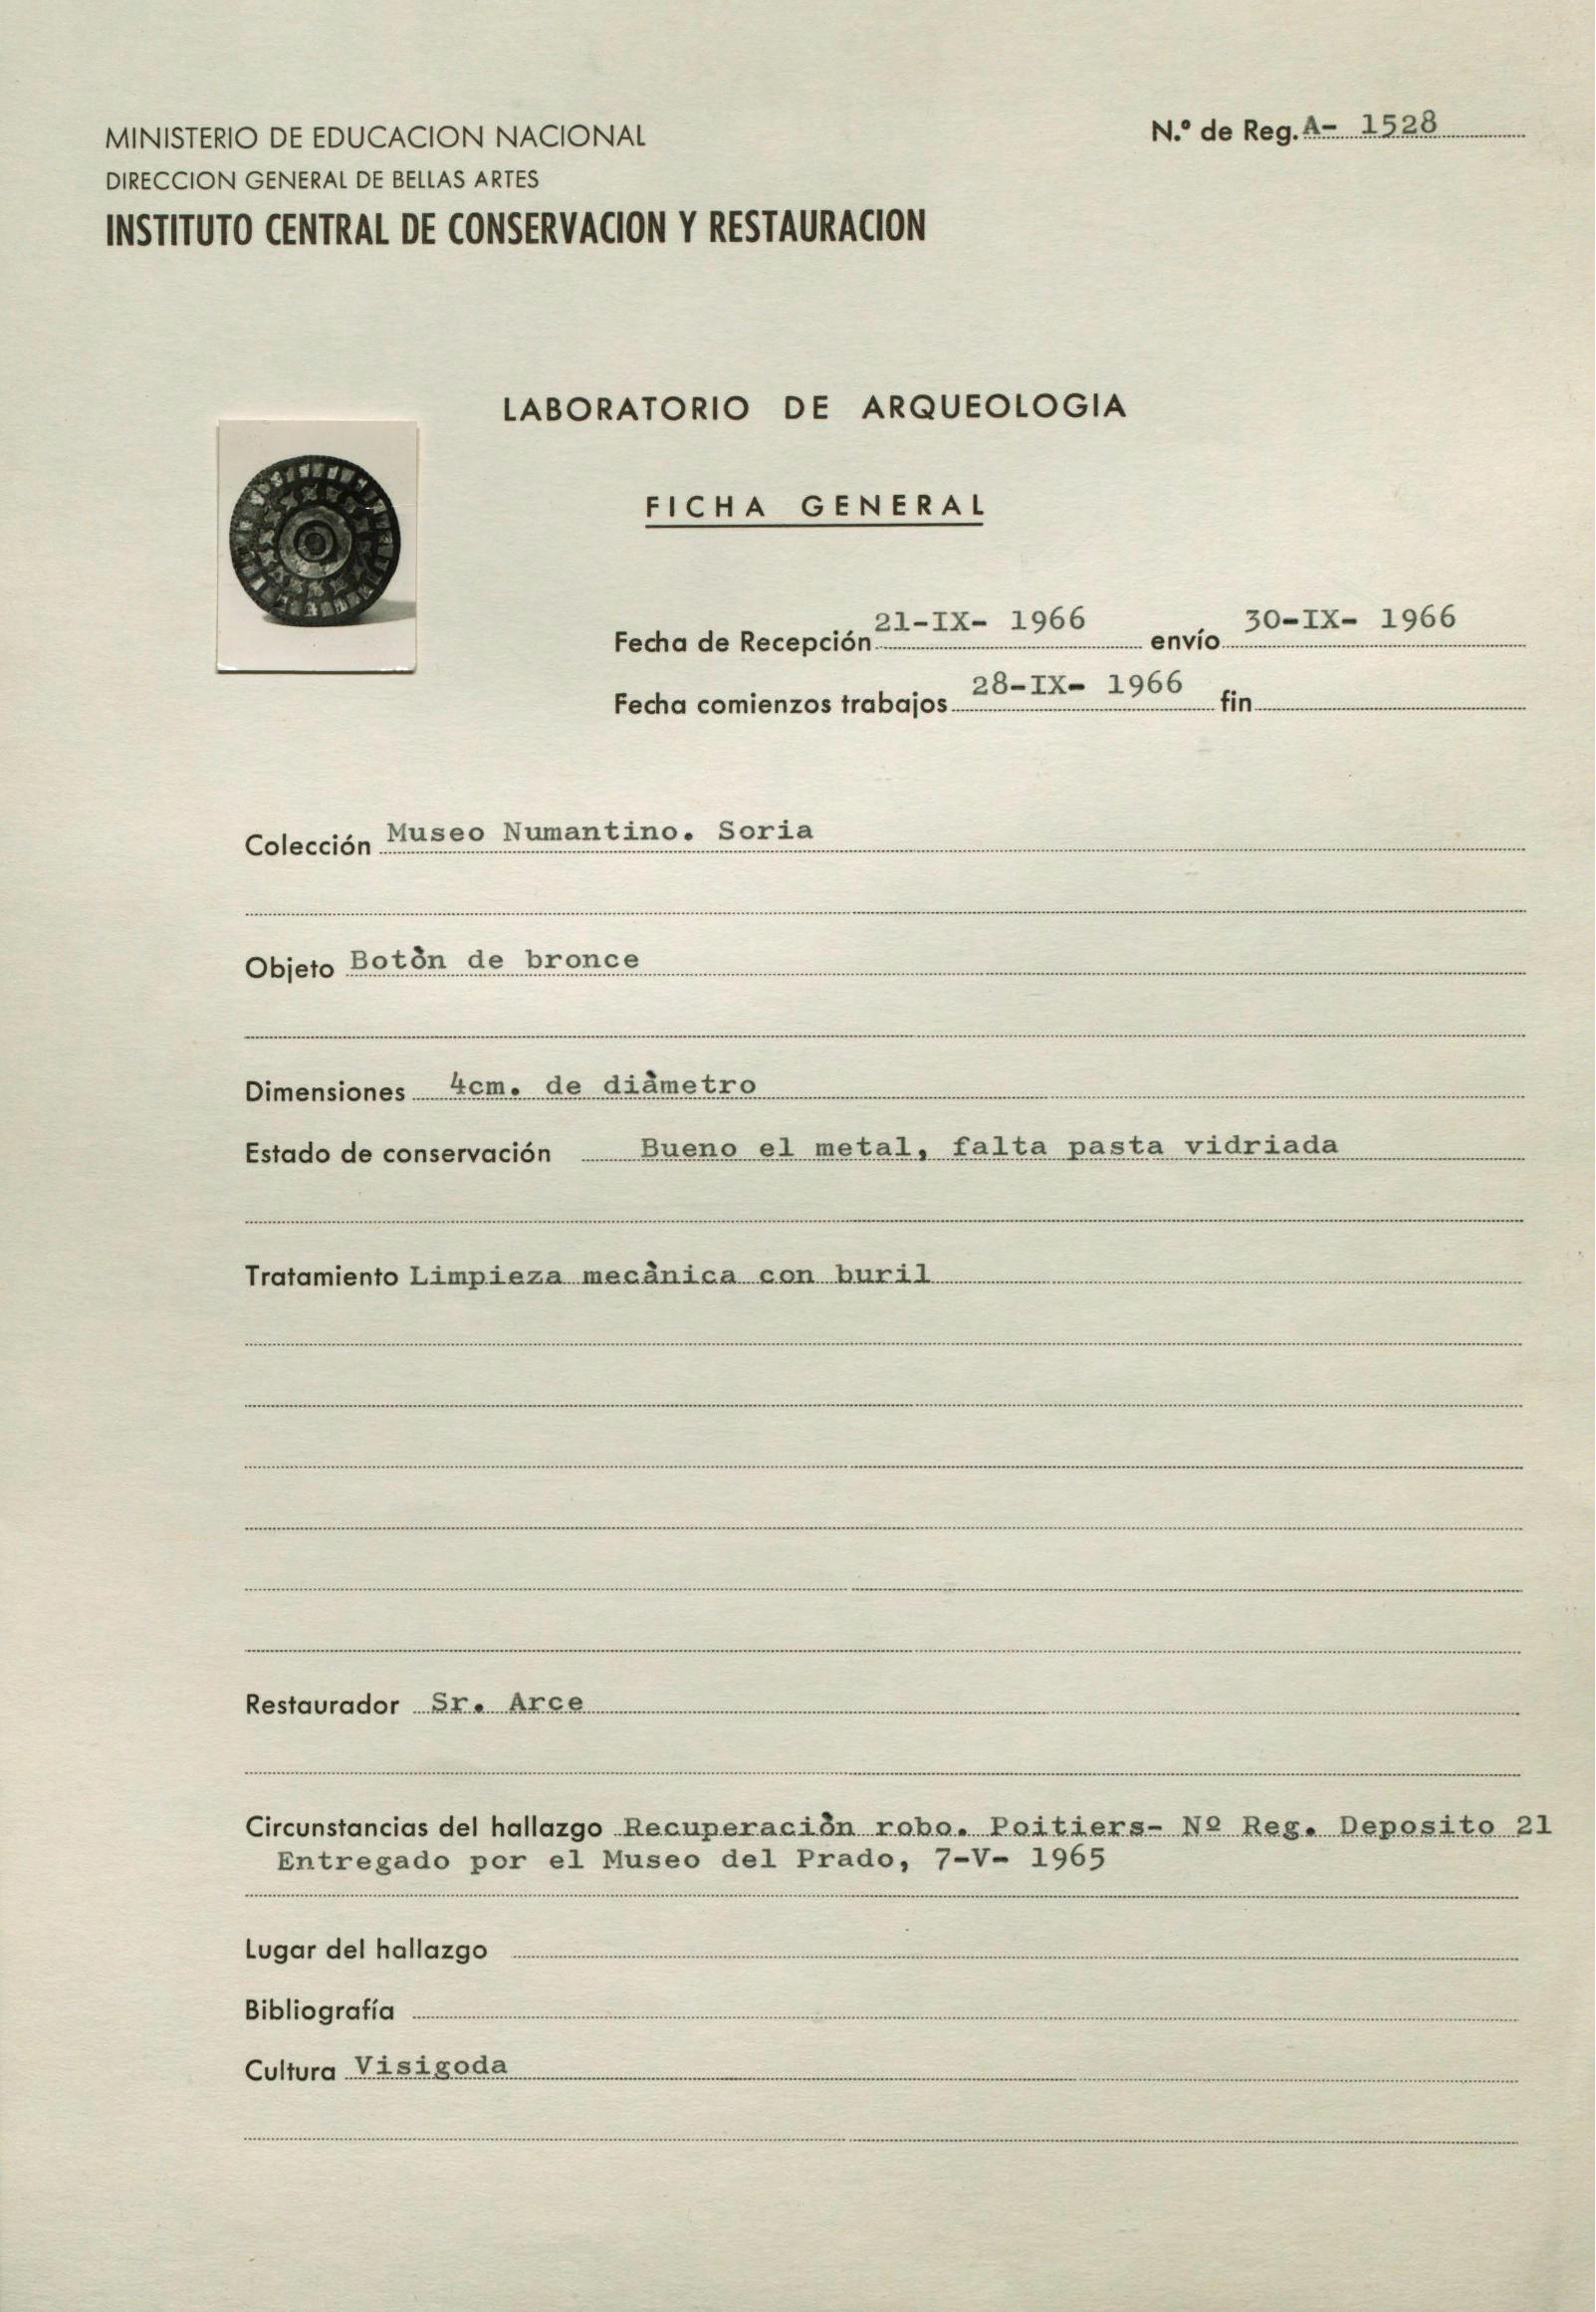 MINISTERIO DE EDUCACION NACIONAL
N.º de Reg. A- 1528
DIRECCION GENERAL DE BELLAS ARTES
INSTITUTO CENTRAL DE CONSERVACION Y RESTAURACION
LABORATORIO DE ARQUEOLOGIA
FICHA GENERAL
Fecha de Recepción 21-IX- 1966 envío 30-IX- 1966
Fecha comienzos trabajos 28-IX- 1966 fin
Colección Museo Numantino. Soria
Objeto Botòn de bronce
Dimensiones 4cm. de diàmetro
Estado de conservación Bueno el metal, falta pasta vidriada
Tratamiento Limpieza mecànica con buril
Restaurador Sr. Arce
Circunstancias del hallazgo Recuperaciòn robo. Poitiers- Nº Reg. Deposito 21
Entregado por el Museo del Prado, 7-V- 1965
Lugar del hallazgo
Bibliografía
Cultura Visigoda